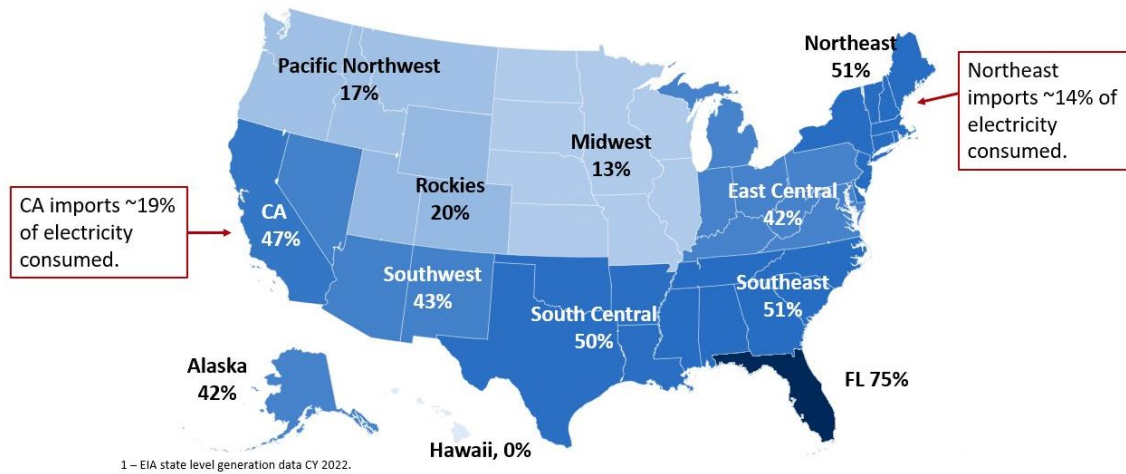 Northeast
51%
Northeast
imports ~14% of
electricity
consumed.
Pacific Northwest
17%
Midwest
13%
Rockies
20%
East Central
42%
CA imports ~19%
of electricity
consumed.
CA
47%
Southwest
43%
Southeast
51%
South Central
50%
Alaska
42%
FL 75%
Hawaii, 0%
1 – EIA state level generation data CY 2022.